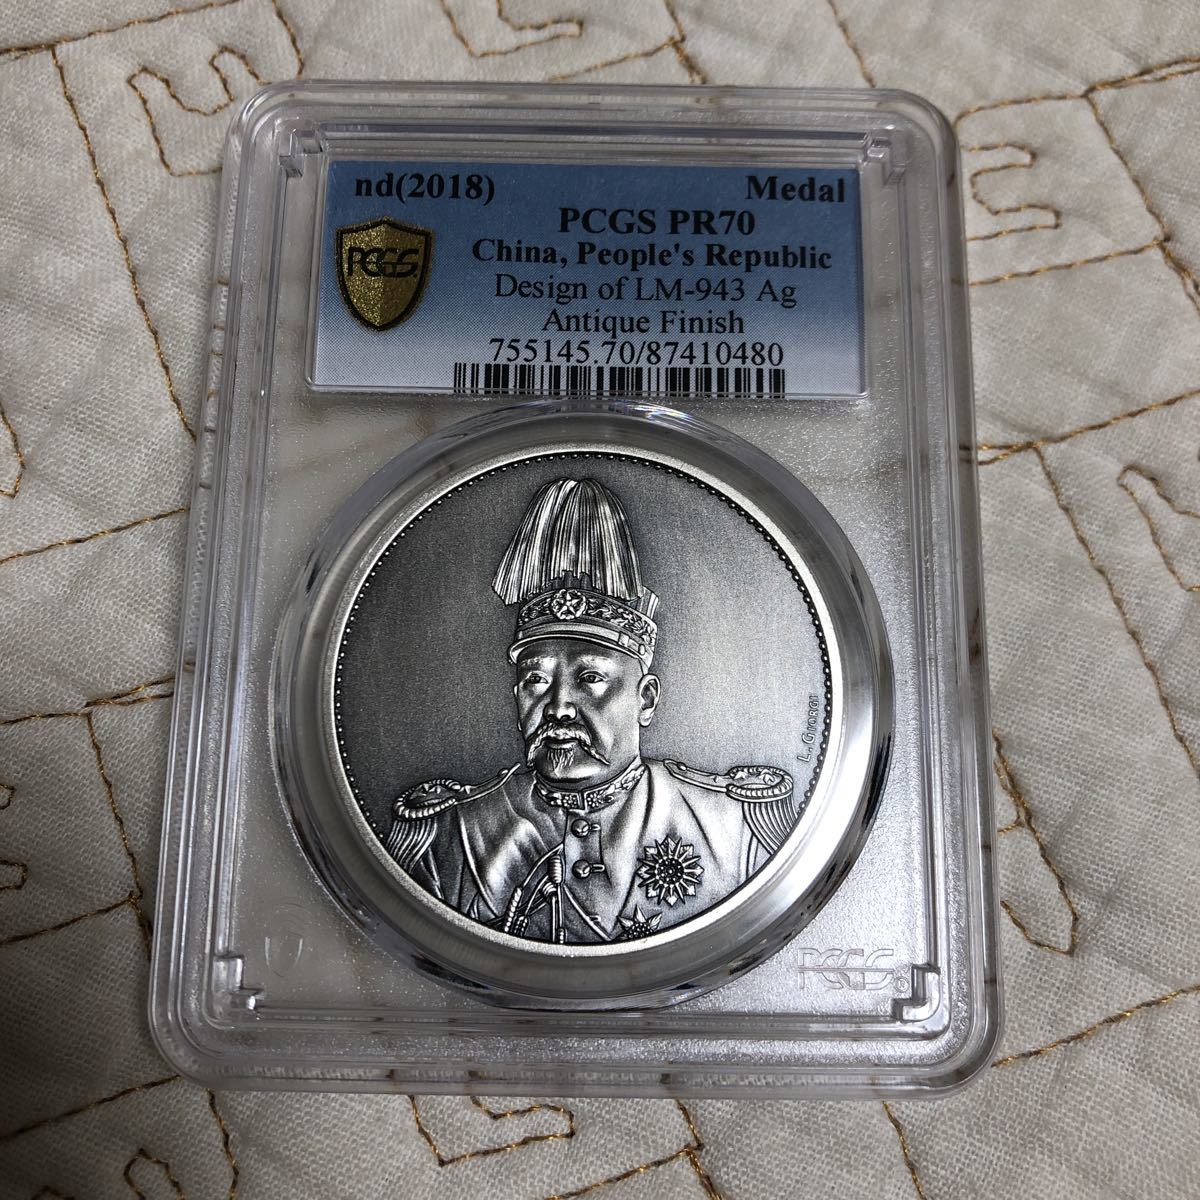 nd(2018) Medal
PCGS PR70
China, People's Republic
Design of LM-943 Ag
Antique Finish
755145.70/87410480
PCGS
L. GYORGI
PCGS